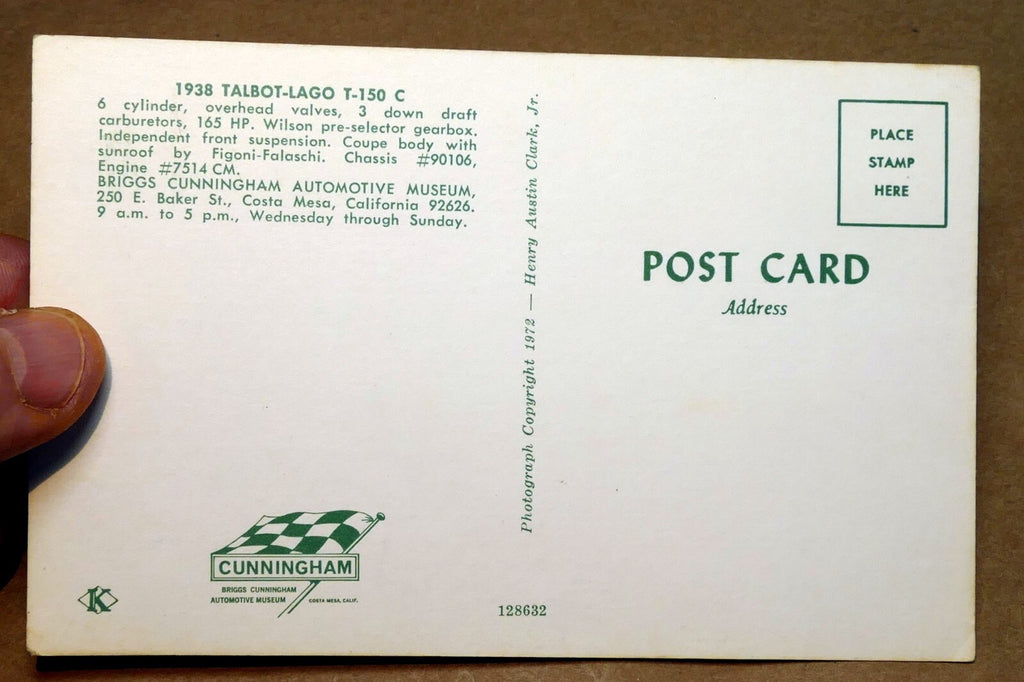 1938 TALBOT-LAGO T-150 C
6 cylinder, overhead valves, 3 down draft
carburetors, 165 HP. Wilson pre-selector gearbox.
Independent front suspension. Coupe body with
sunroof by Figoni-Falaschi. Chassis #90106,
Engine #7514 CM.
BRIGGS CUNNINGHAM AUTOMOTIVE MUSEUM,
250 E. Baker St., Costa Mesa, California 92626.
9 a.m. to 5 p.m., Wednesday through Sunday.
Photograph Copyright 1972 — Henry Austin Clark, Jr.
PLACE
STAMP
HERE
POST CARD
Address
CUNNINGHAM
BRIGGS CUNNINGHAM
AUTOMOTIVE MUSEUM COSTA MESA, CALIF.
K
128632